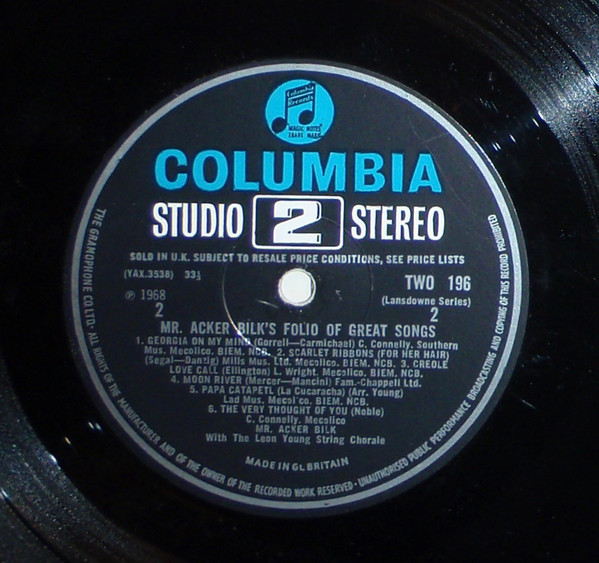 Columbia
Records
MAGIC NOTES
TRADE MARK
COLUMBIA
STUDIO 2 STEREO
SOLD IN U.K. SUBJECT TO RESALE PRICE CONDITIONS, SEE PRICE LISTS
(YAX.3538) 33⅓
TWO 196
(Lansdowne Series)
℗ 1968
2
2
MR. ACKER BILK'S FOLIO OF GREAT SONGS
1. GEORGIA ON MY MIND (Gorrell—Carmichael) C. Connelly. Southern
Mus. Mecolico. BIEM. NCB. 2. SCARLET RIBBONS (FOR HER HAIR)
(Segal—Danzig) Mills Mus. Ltd. Mecolico. BIEM. NCB. 3. CREOLE
LOVE CALL (Ellington) L. Wright. Mecolico. BIEM. NCB.
4. MOON RIVER (Mercer—Mancini) Fam.-Chappell Ltd.
5. PAPA CATAPETL (La Cucaracha) (Arr. Young)
Lad Mus. Mecolico. BIEM. NCB.
6. THE VERY THOUGHT OF YOU (Noble)
C. Connelly. Mecolico
MR. ACKER BILK
With The Leon Young String Chorale
MADE IN GT. BRITAIN
THE GRAMOPHONE CO. LTD. · ALL RIGHTS OF THE MANUFACTURER AND OF THE OWNER OF THE RECORDED WORK RESERVED · UNAUTHORISED PUBLIC PERFORMANCE BROADCASTING AND COPYING OF THIS RECORD PROHIBITED